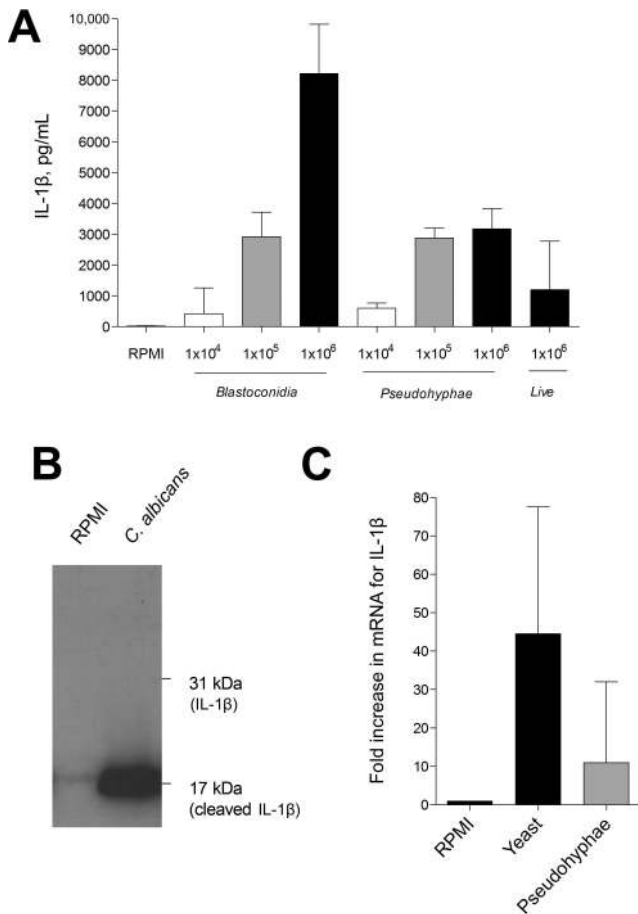 A
IL-1β, pg/mL
10,000
9000
8000
7000
6000
5000
4000
3000
2000
1000
0
RPMI 1x10⁴ 1x10⁵ 1x10⁶ 1x10⁴ 1x10⁵ 1x10⁶ 1x10⁶
Blastoconidia Pseudohyphae Live
B
RPMI
C. albicans
31 kDa
(IL-1β)
17 kDa
(cleaved IL-1β)
C
Fold increase in mRNA for IL-1β
80
70
60
50
40
30
20
10
0
RPMI
Yeast
Pseudohyphae